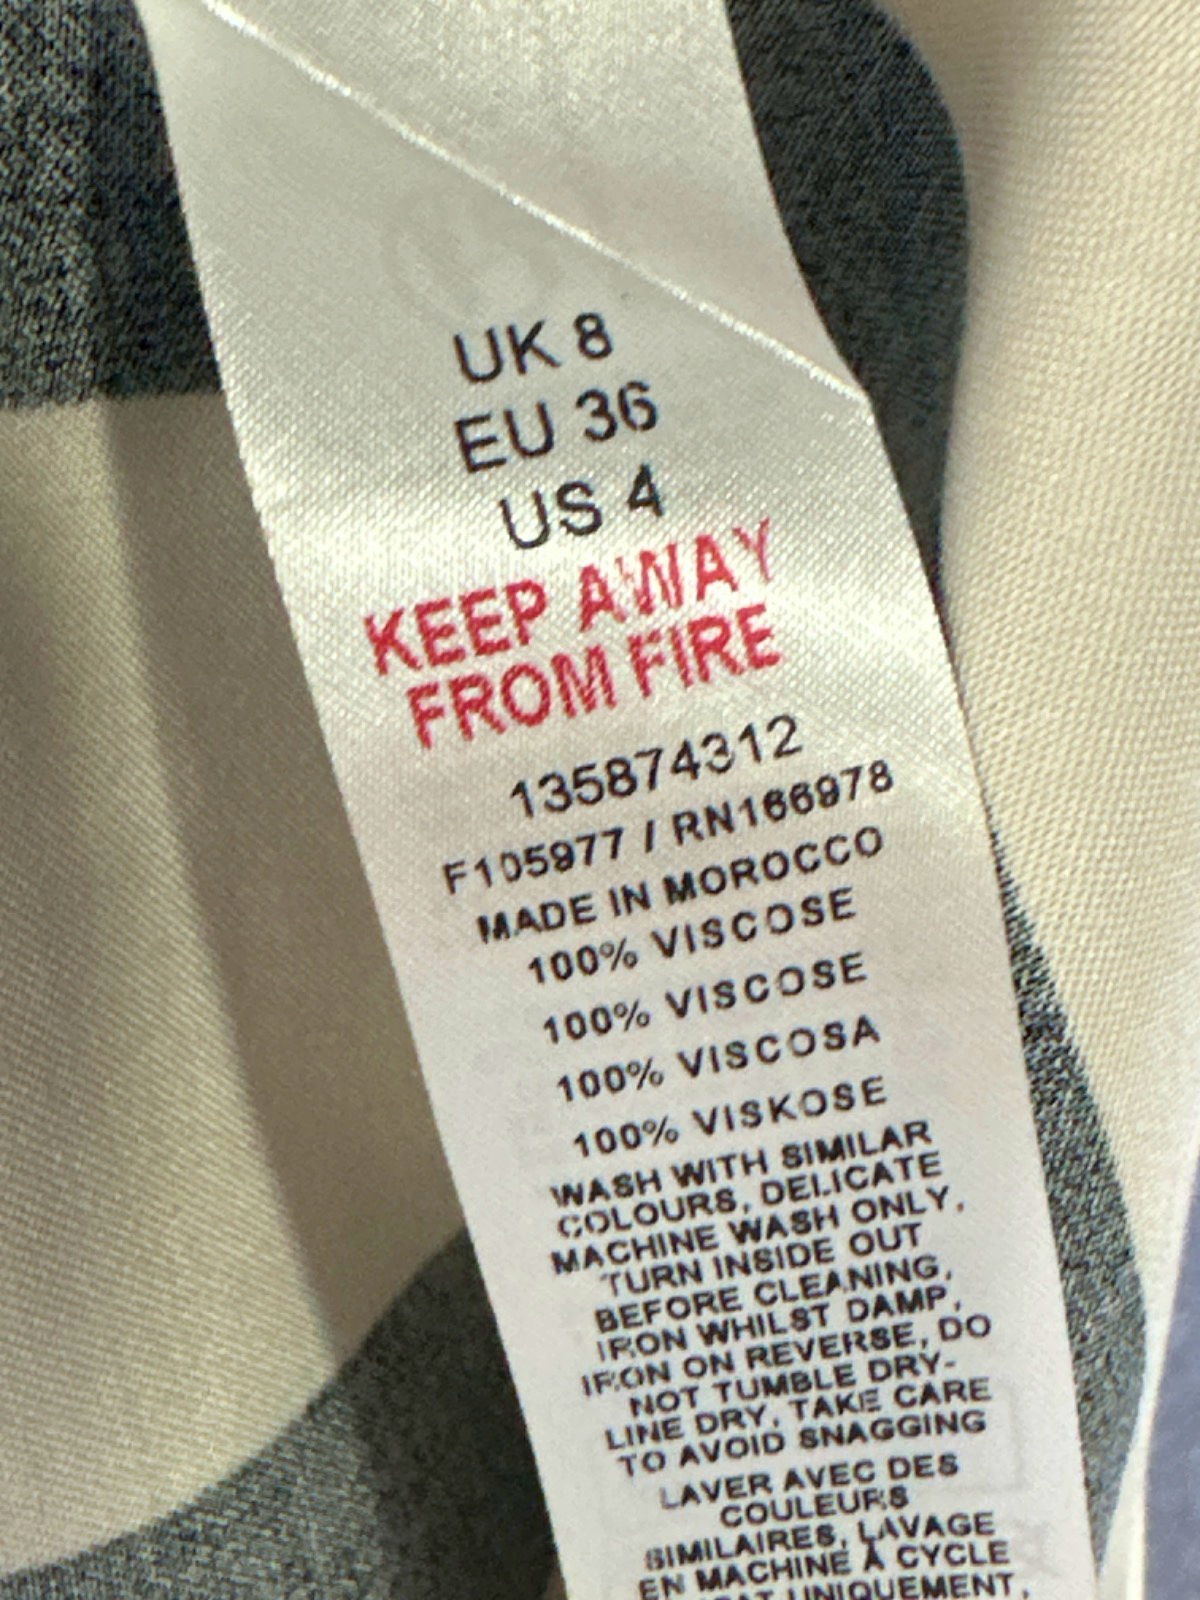 UK 8
EU 36
US 4
KEEP AWAY
FROM FIRE
135874312
F105977 / RN166978
MADE IN MOROCCO
100% VISCOSE
100% VISCOSE
100% VISCOSA
100% VISKOSE
WASH WITH SIMILAR
COLOURS, DELICATE
MACHINE WASH ONLY,
TURN INSIDE OUT
BEFORE CLEANING,
IRON WHILST DAMP,
IRON ON REVERSE, DO
NOT TUMBLE DRY-
LINE DRY, TAKE CARE
TO AVOID SNAGGING
LAVER AVEC DES
COULEURS
SIMILAIRES, LAVAGE
EN MACHINE À CYCLE
UNIQUEMENT,